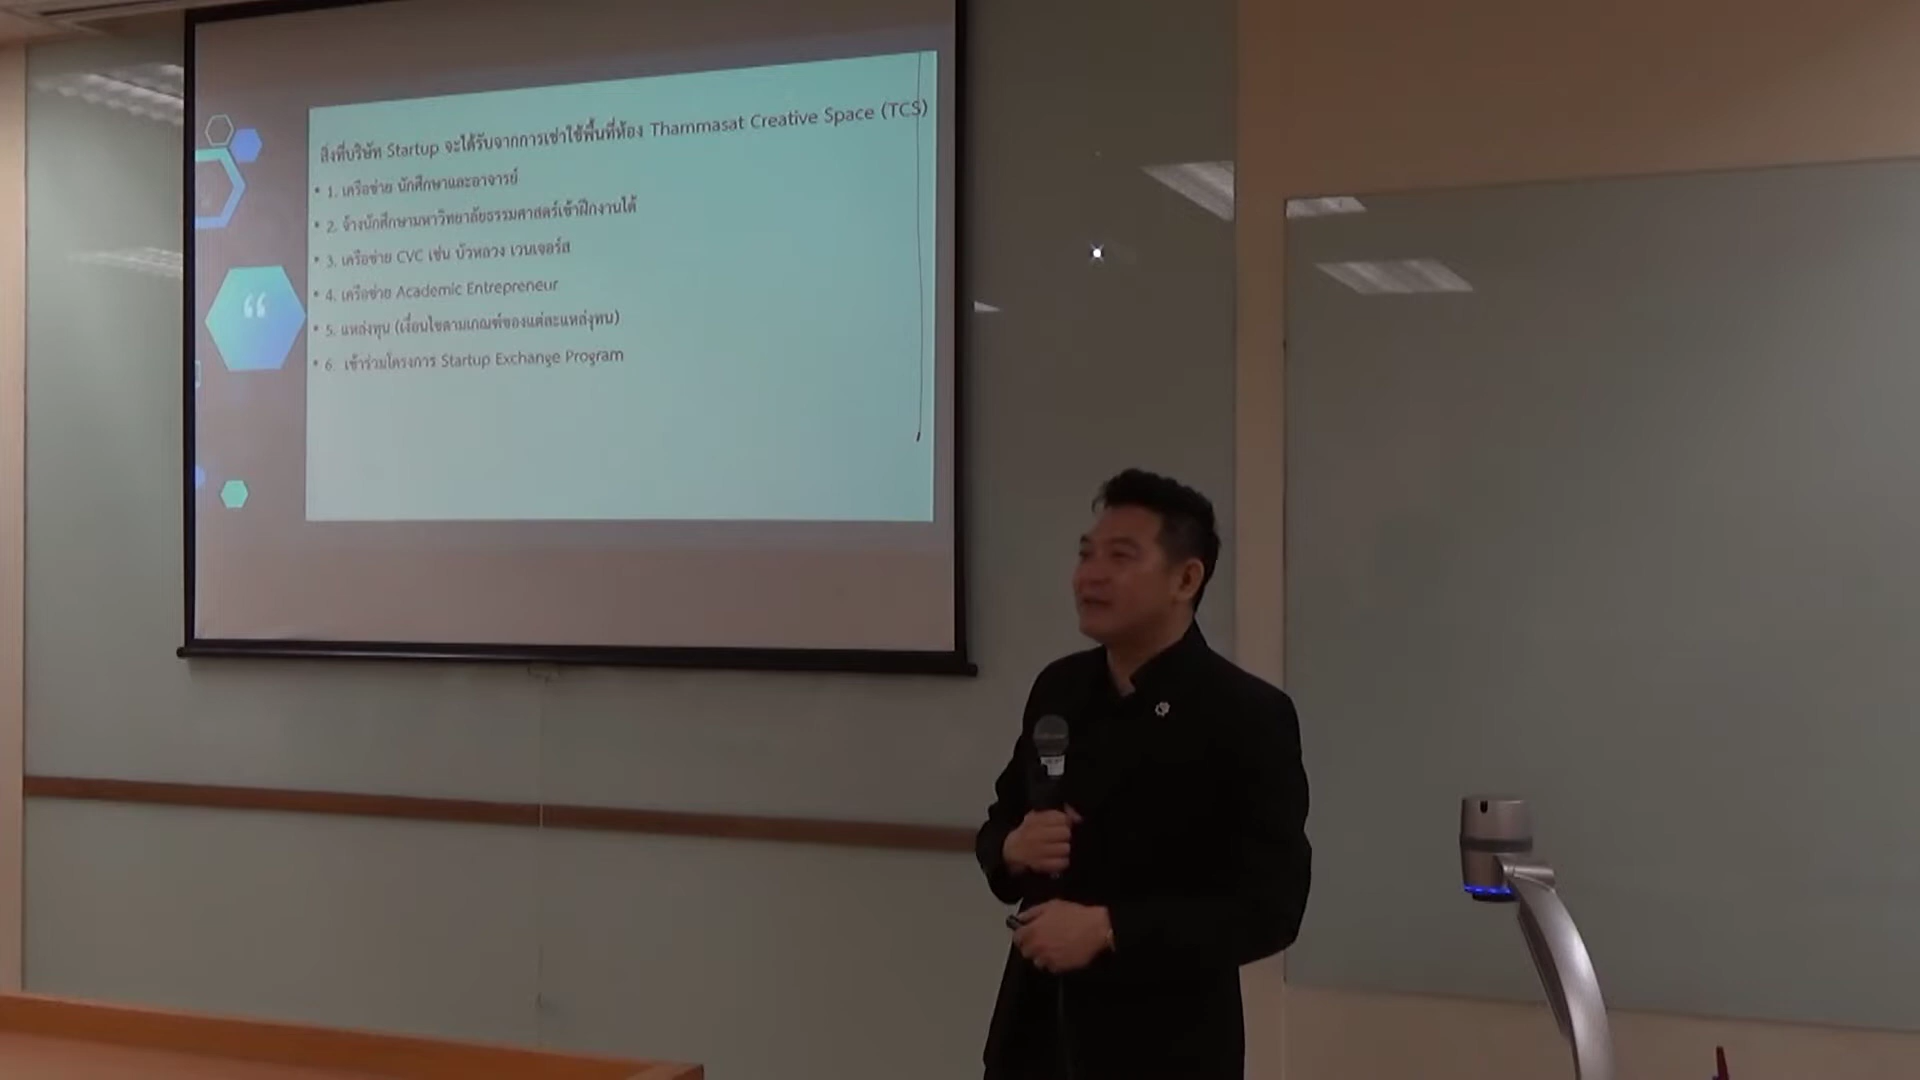 สิ่งที่บริษัท Startup จะได้รับจากการเช่าใช้พื้นที่ห้อง Thammasat Creative Space (TCS)
• 1. เครือข่าย นักศึกษาและอาจารย์
• 2. จ้างนักศึกษามหาวิทยาลัยธรรมศาสตร์เข้าฝึกงานได้
• 3. เครือข่าย CVC เช่น บัวหลวง เวนเจอร์ส
• 4. เครือข่าย Academic Entrepreneur
• 5. แหล่งทุน (เงื่อนไขตามเกณฑ์ของแต่ละแหล่งุทน)
• 6. เข้าร่วมโครงการ Startup Exchange Program